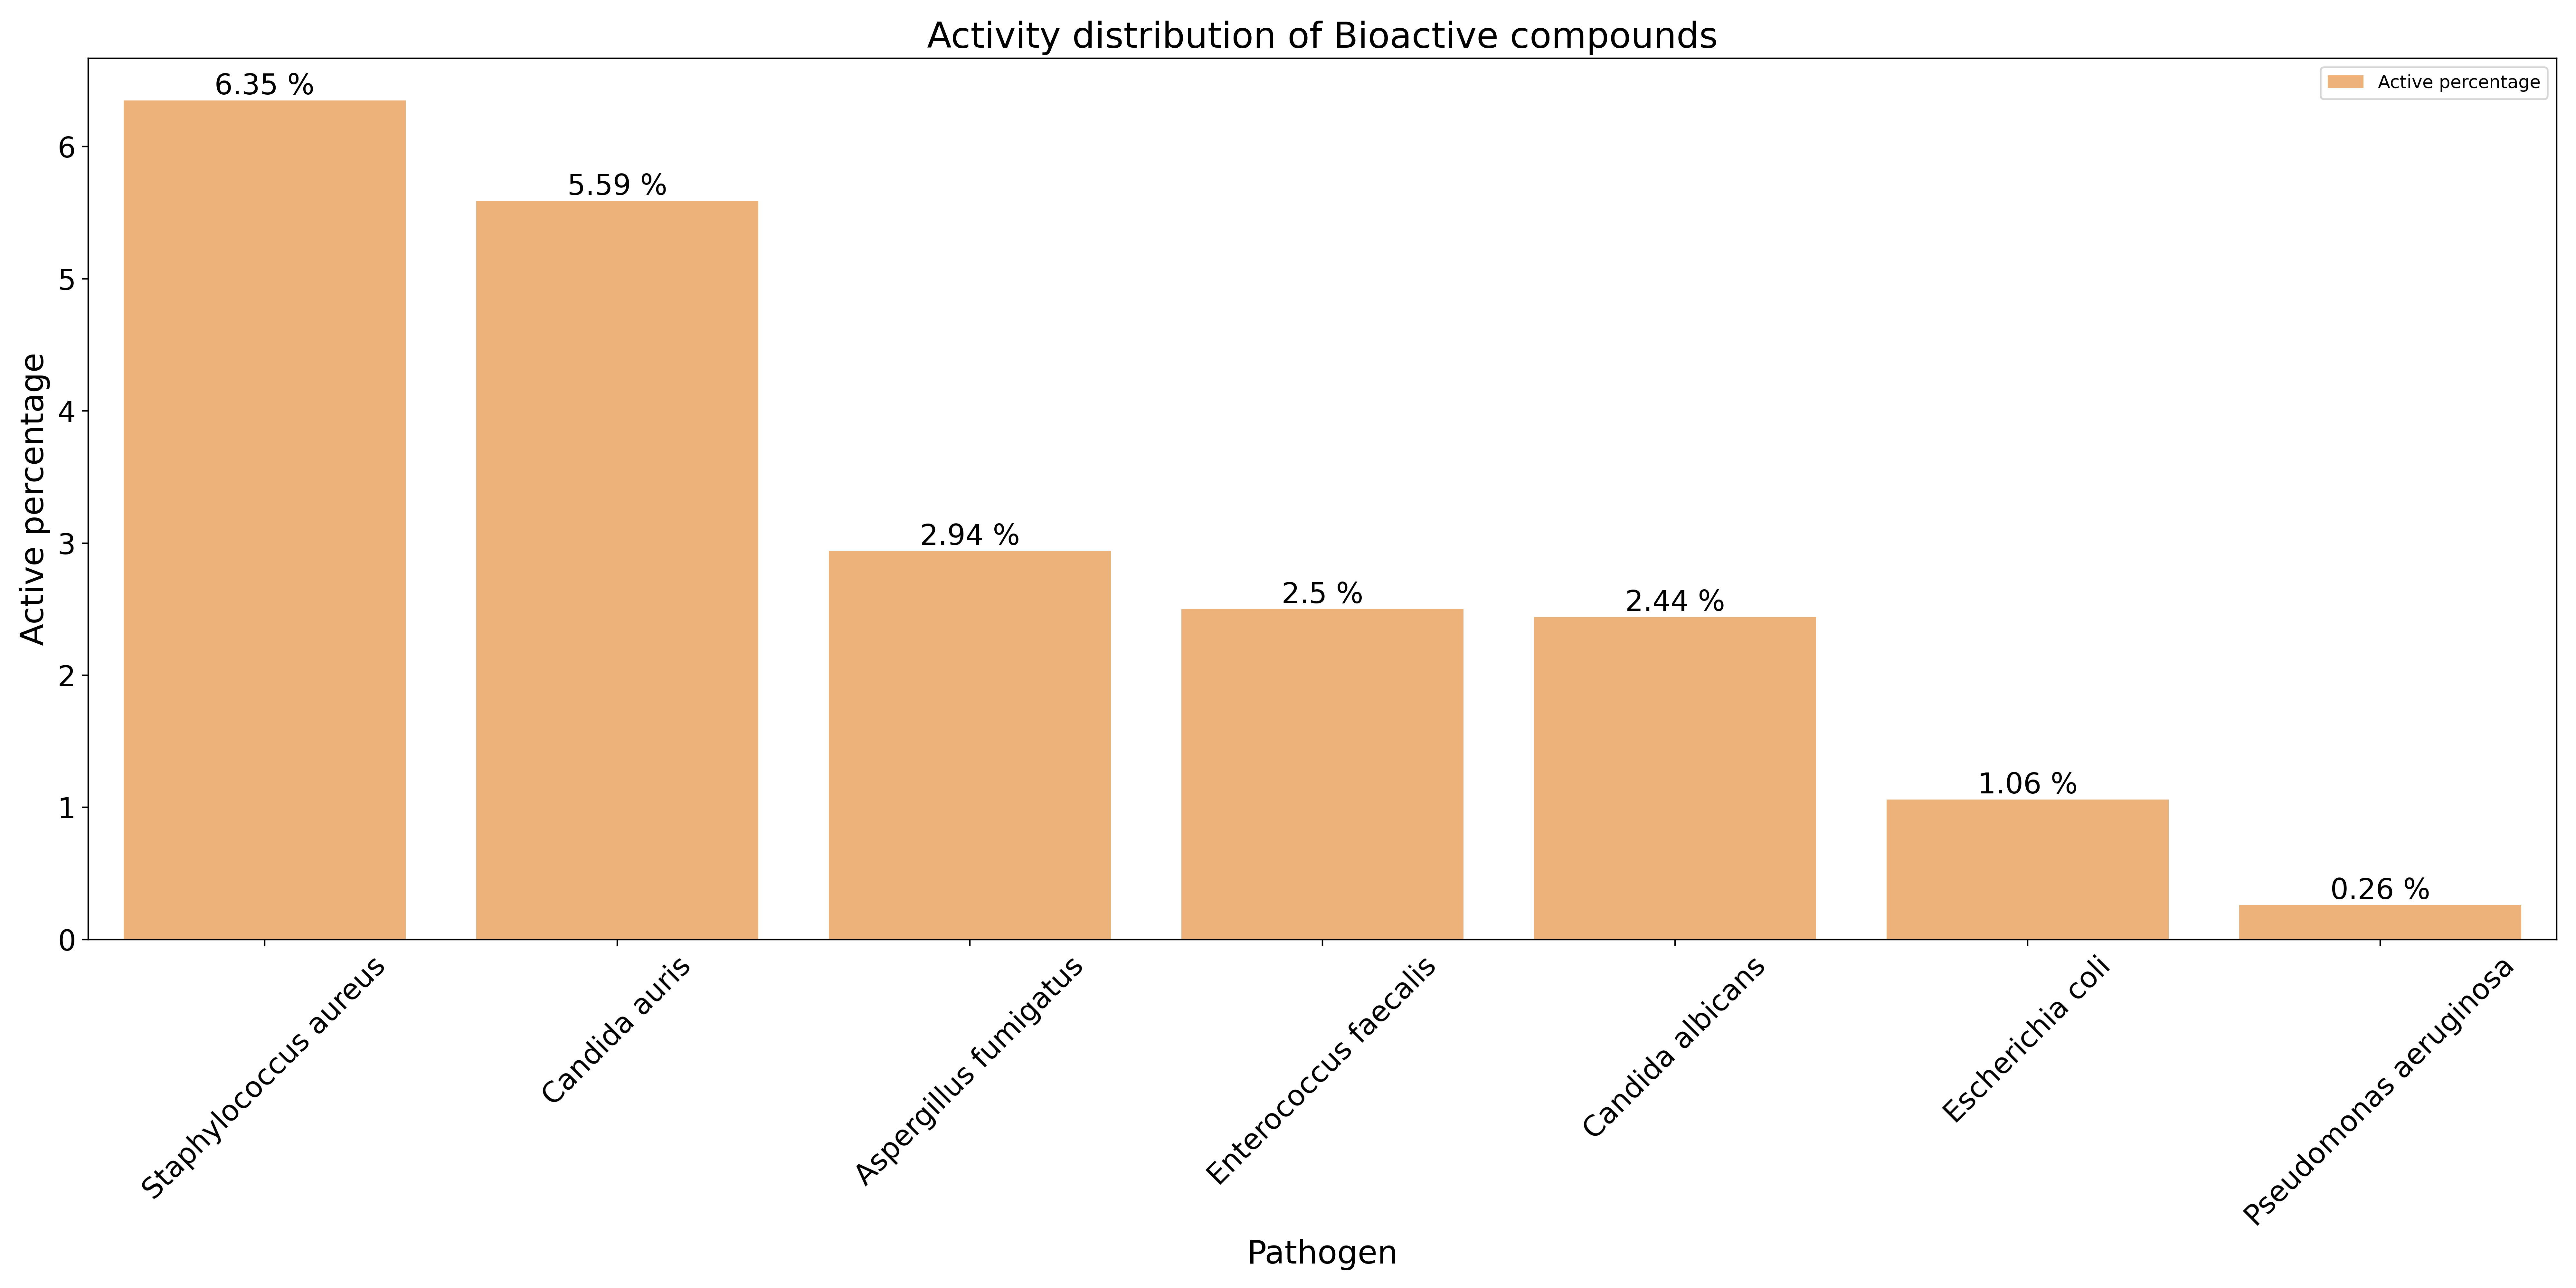 Activity distribution of Bioactive compounds
Active percentage
6.35 %
5.59 %
2.94 %
2.5 %
2.44 %
1.06 %
0.26 %
6
5
4
3
2
1
0
Active percentage
Staphylococcus aureus
Candida auris
Aspergillus fumigatus
Enterococcus faecalis
Candida albicans
Escherichia coli
Pseudomonas aeruginosa
Pathogen